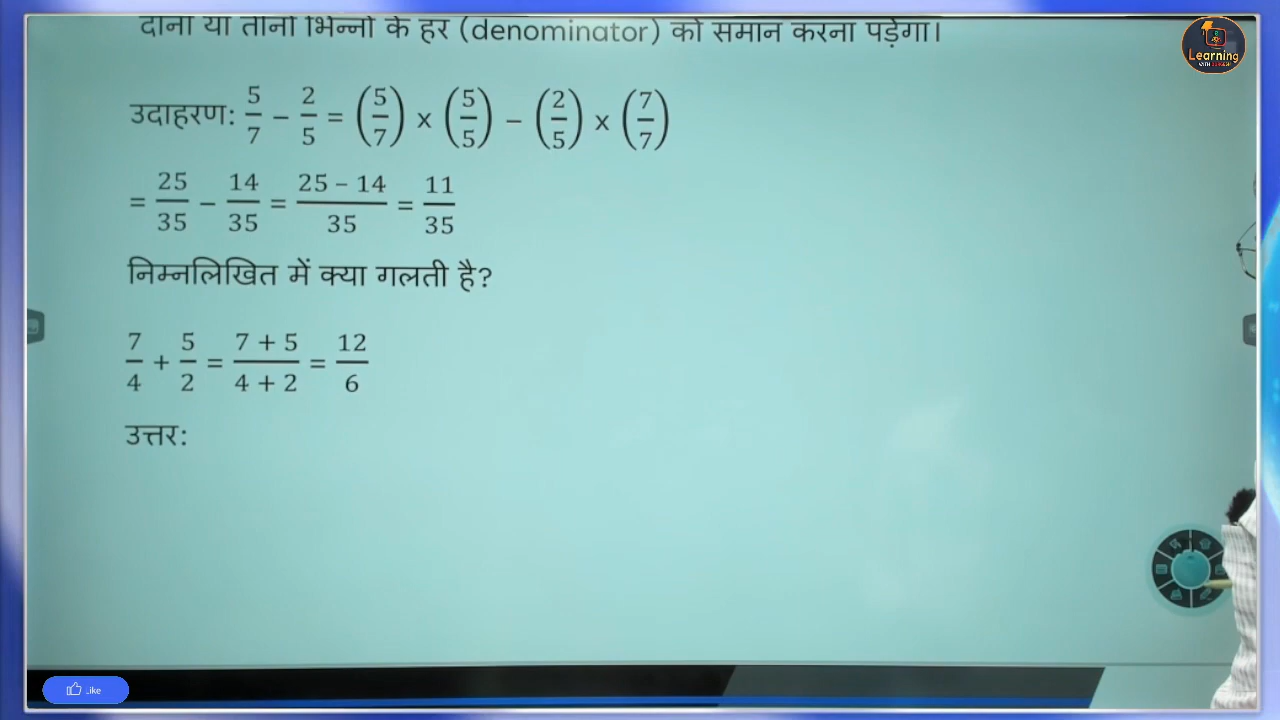 दोनों या तीनों भिन्नों के हर (denominator) को समान करना पड़ेगा।
Learning
उदाहरण: 5/7 – 2/5 = (5/7) x (5/5) – (2/5) x (7/7)
= 25/35 – 14/35 = (25 – 14)/35 = 11/35
निम्नलिखित में क्या गलती है?
7/4 + 5/2 = (7 + 5)/(4 + 2) = 12/6
उत्तर:
Like